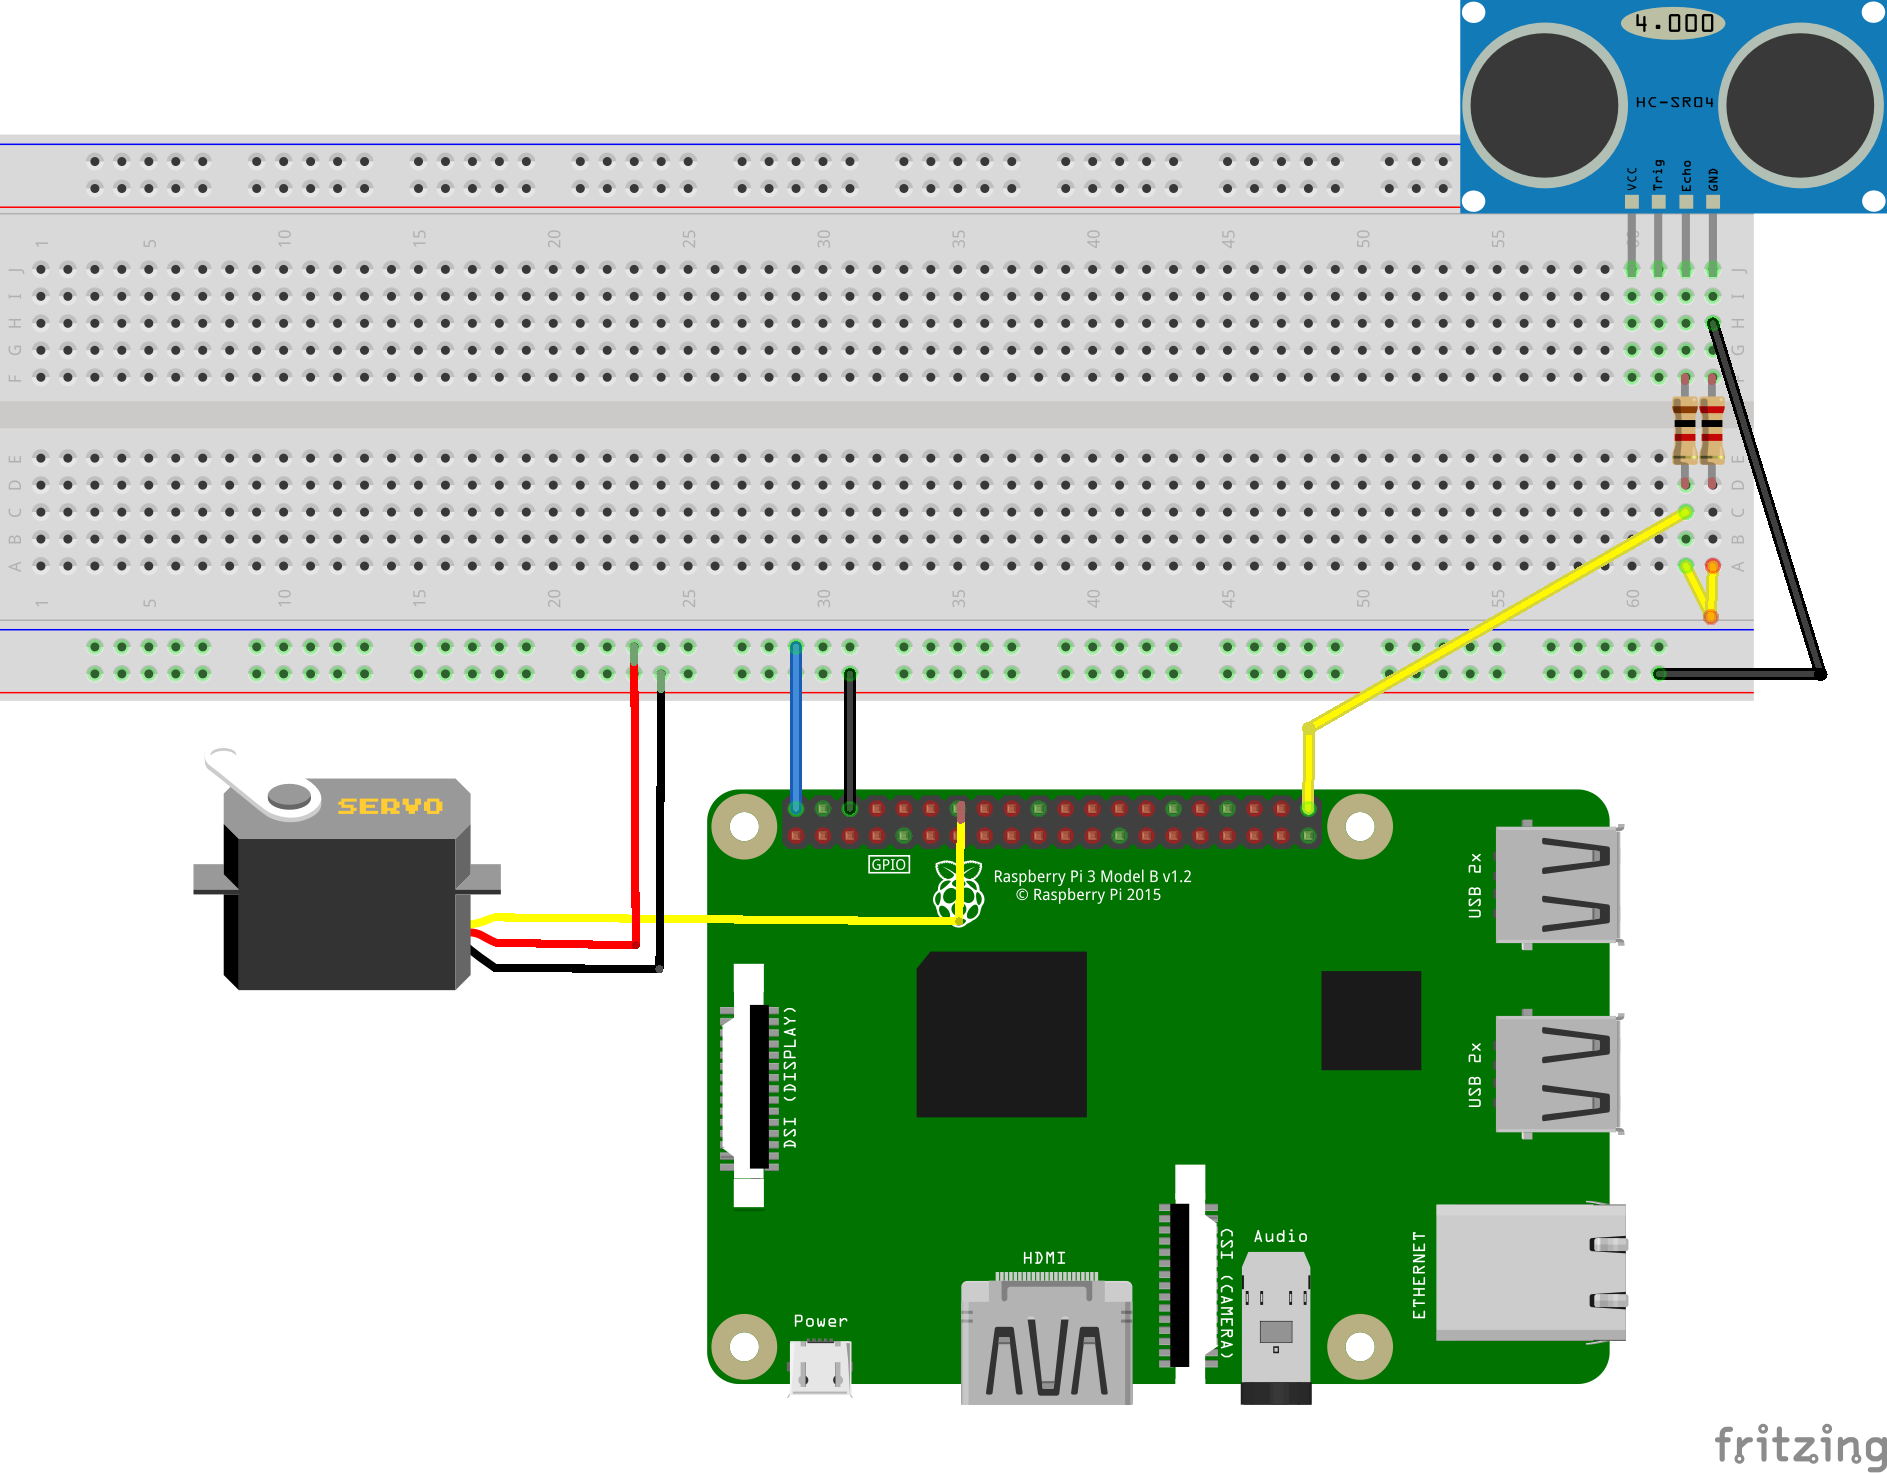 4.000
HC-SR04
VCC Trig Echo GND
1 5 10 15 20 25 30 35 40 45 50 55 60
J J
I I
H H
G G
F
E E
D D
C C
B B
A A
1 5 10 15 20 25 30 35 40 45 50 55 60
SERVO
GPIO
Raspberry Pi 3 Model B v1.2
© Raspberry Pi 2015
USB 2x
USB 2x
DSI (DISPLAY)
CSI (CAMERA)
Audio
ETHERNET
HDMI
Power
fritzing